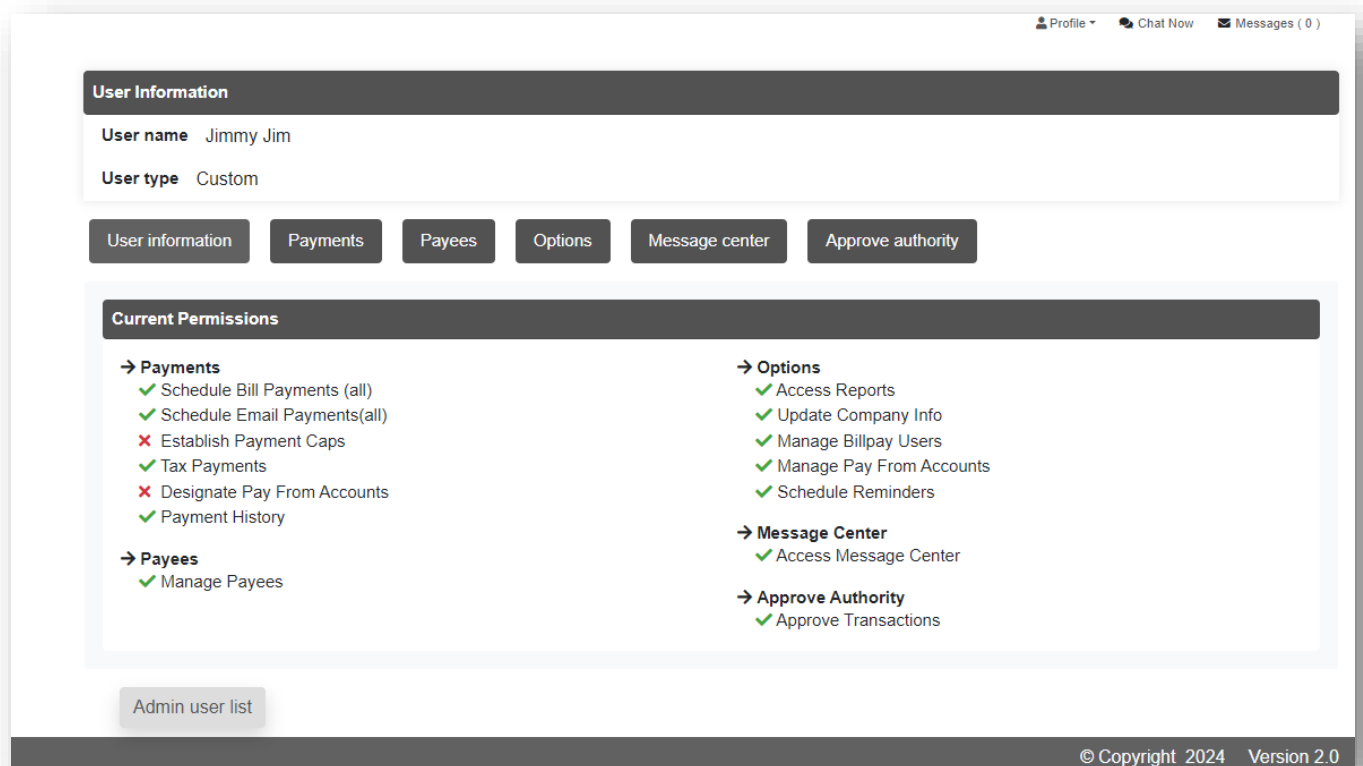 Profile Chat Now Messages ( 0 )
User Information
User name Jimmy Jim
User type Custom
User information Payments Payees Options Message center Approve authority
Current Permissions
Payments
Schedule Bill Payments (all)
Schedule Email Payments(all)
Establish Payment Caps
Tax Payments
Designate Pay From Accounts
Payment History
Payees
Manage Payees
Options
Access Reports
Update Company Info
Manage Billpay Users
Manage Pay From Accounts
Schedule Reminders
Message Center
Access Message Center
Approve Authority
Approve Transactions
Admin user list
© Copyright 2024 Version 2.0